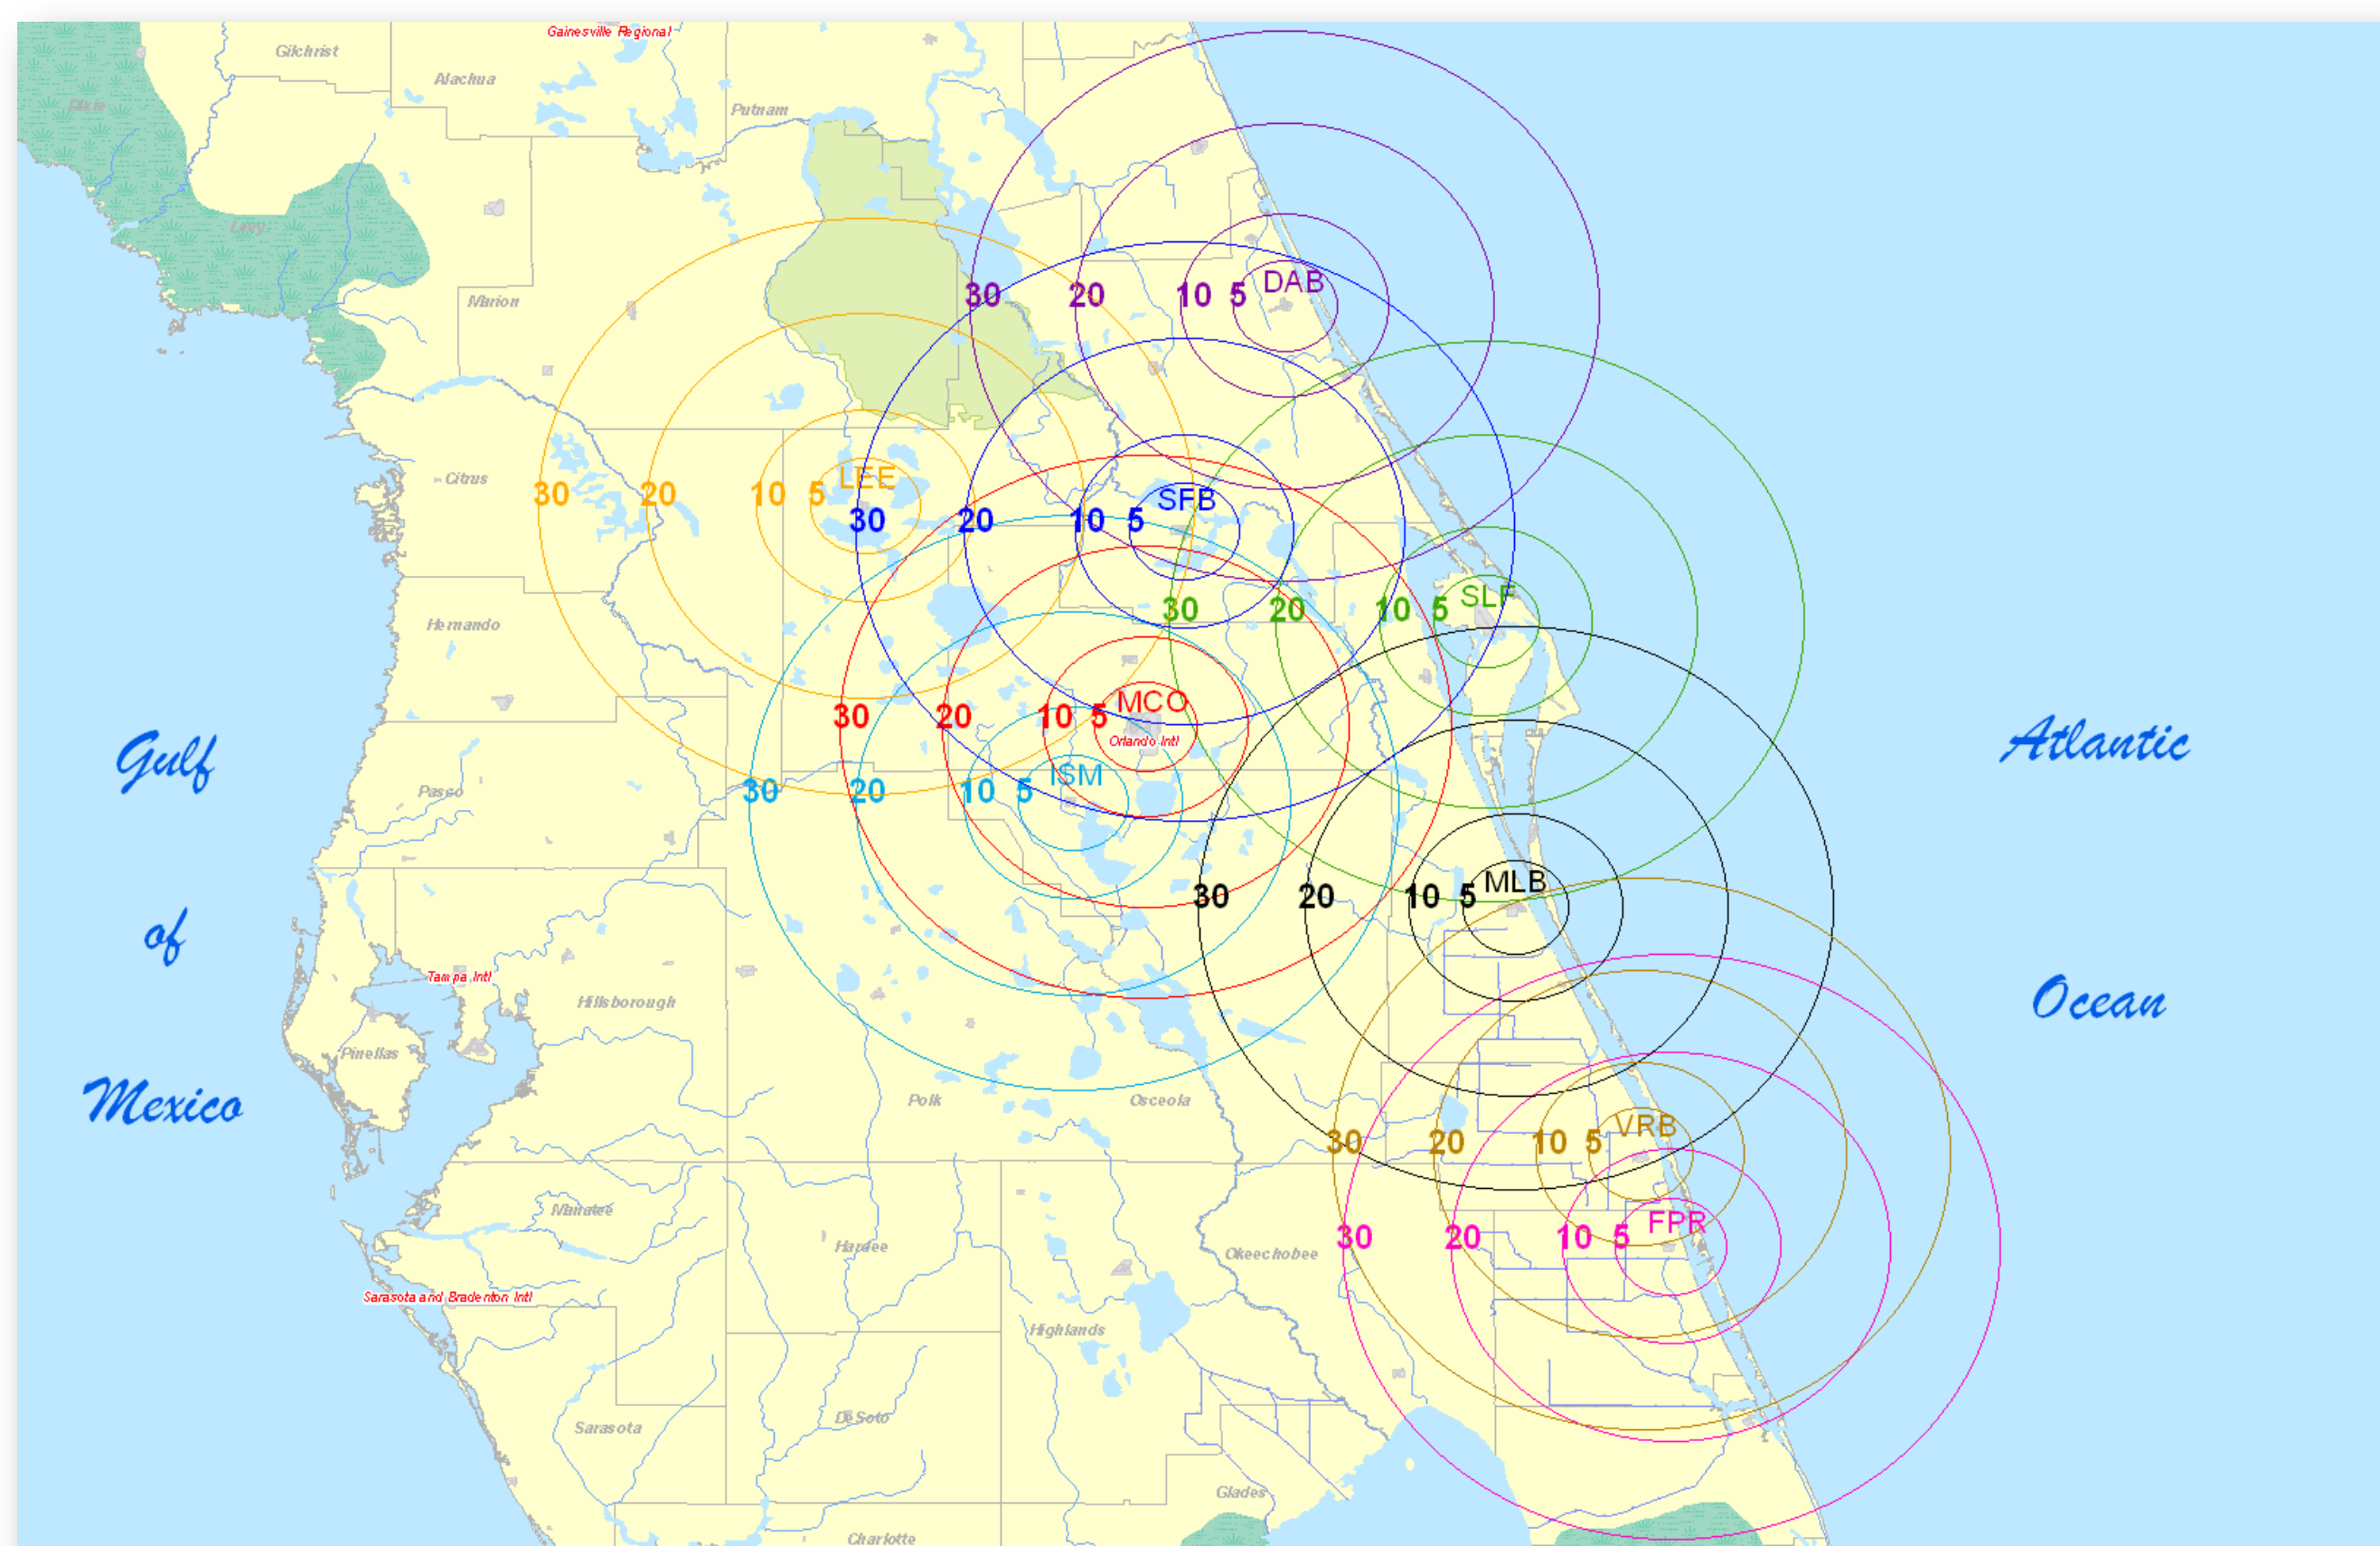 Gainesville Regional
Gilchrist
Alachua
Dixie
Putnam
Levy
DAB
30 20 10 5
Marion
LEE
30 20 10 5
Citrus
SFB
30 20 10 5
SLF
30 20 10 5
Hernando
MCO
30 20 10 5
Orlando Intl
Gulf
of
Mexico
Atlantic
Ocean
ISM
30 20 10 5
Pasco
MLB
30 20 10 5
Tampa Intl
Hillsborough
Pinellas
Polk
Osceola
VRB
30 20 10 5
Manatee
FPR
30 20 10 5
Hardee
Okeechobee
Sarasota and Bradenton Intl
Highlands
Sarasota
DeSoto
Glades
Charlotte